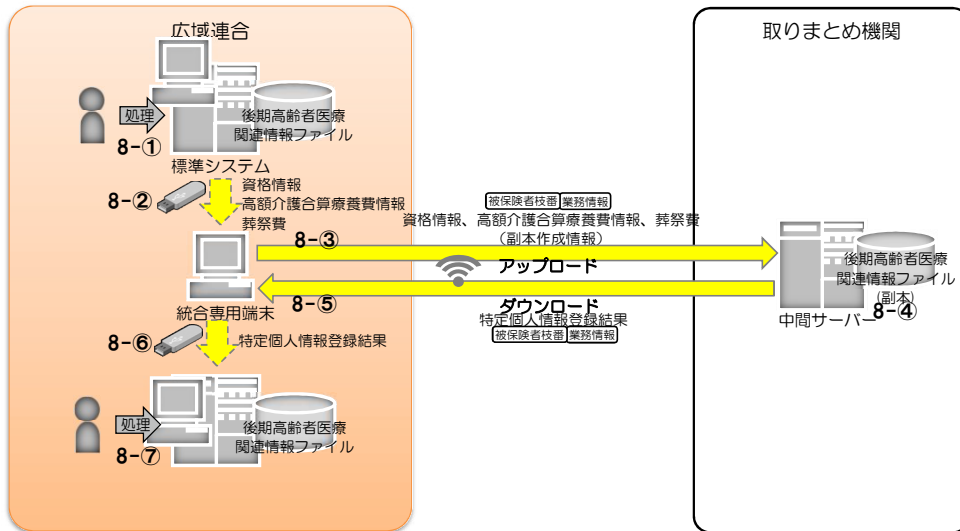 広域連合
取りまとめ機関
処理
後期高齢者医療
関連情報ファイル
8-①
標準システム
8-②
資格情報
高額介護合算療養費情報
葬祭費
被保険者枝番 業務情報
資格情報、高額介護合算療養費情報、葬祭費
(副本作成情報)
8-③
アップロード
後期高齢者医療
関連情報ファイル
(副本)
8-④
中間サーバー
8-⑤
ダウンロード
特定個人情報登録結果
被保険者枝番 業務情報
統合専用端末
8-⑥
特定個人情報登録結果
処理
後期高齢者医療
関連情報ファイル
8-⑦